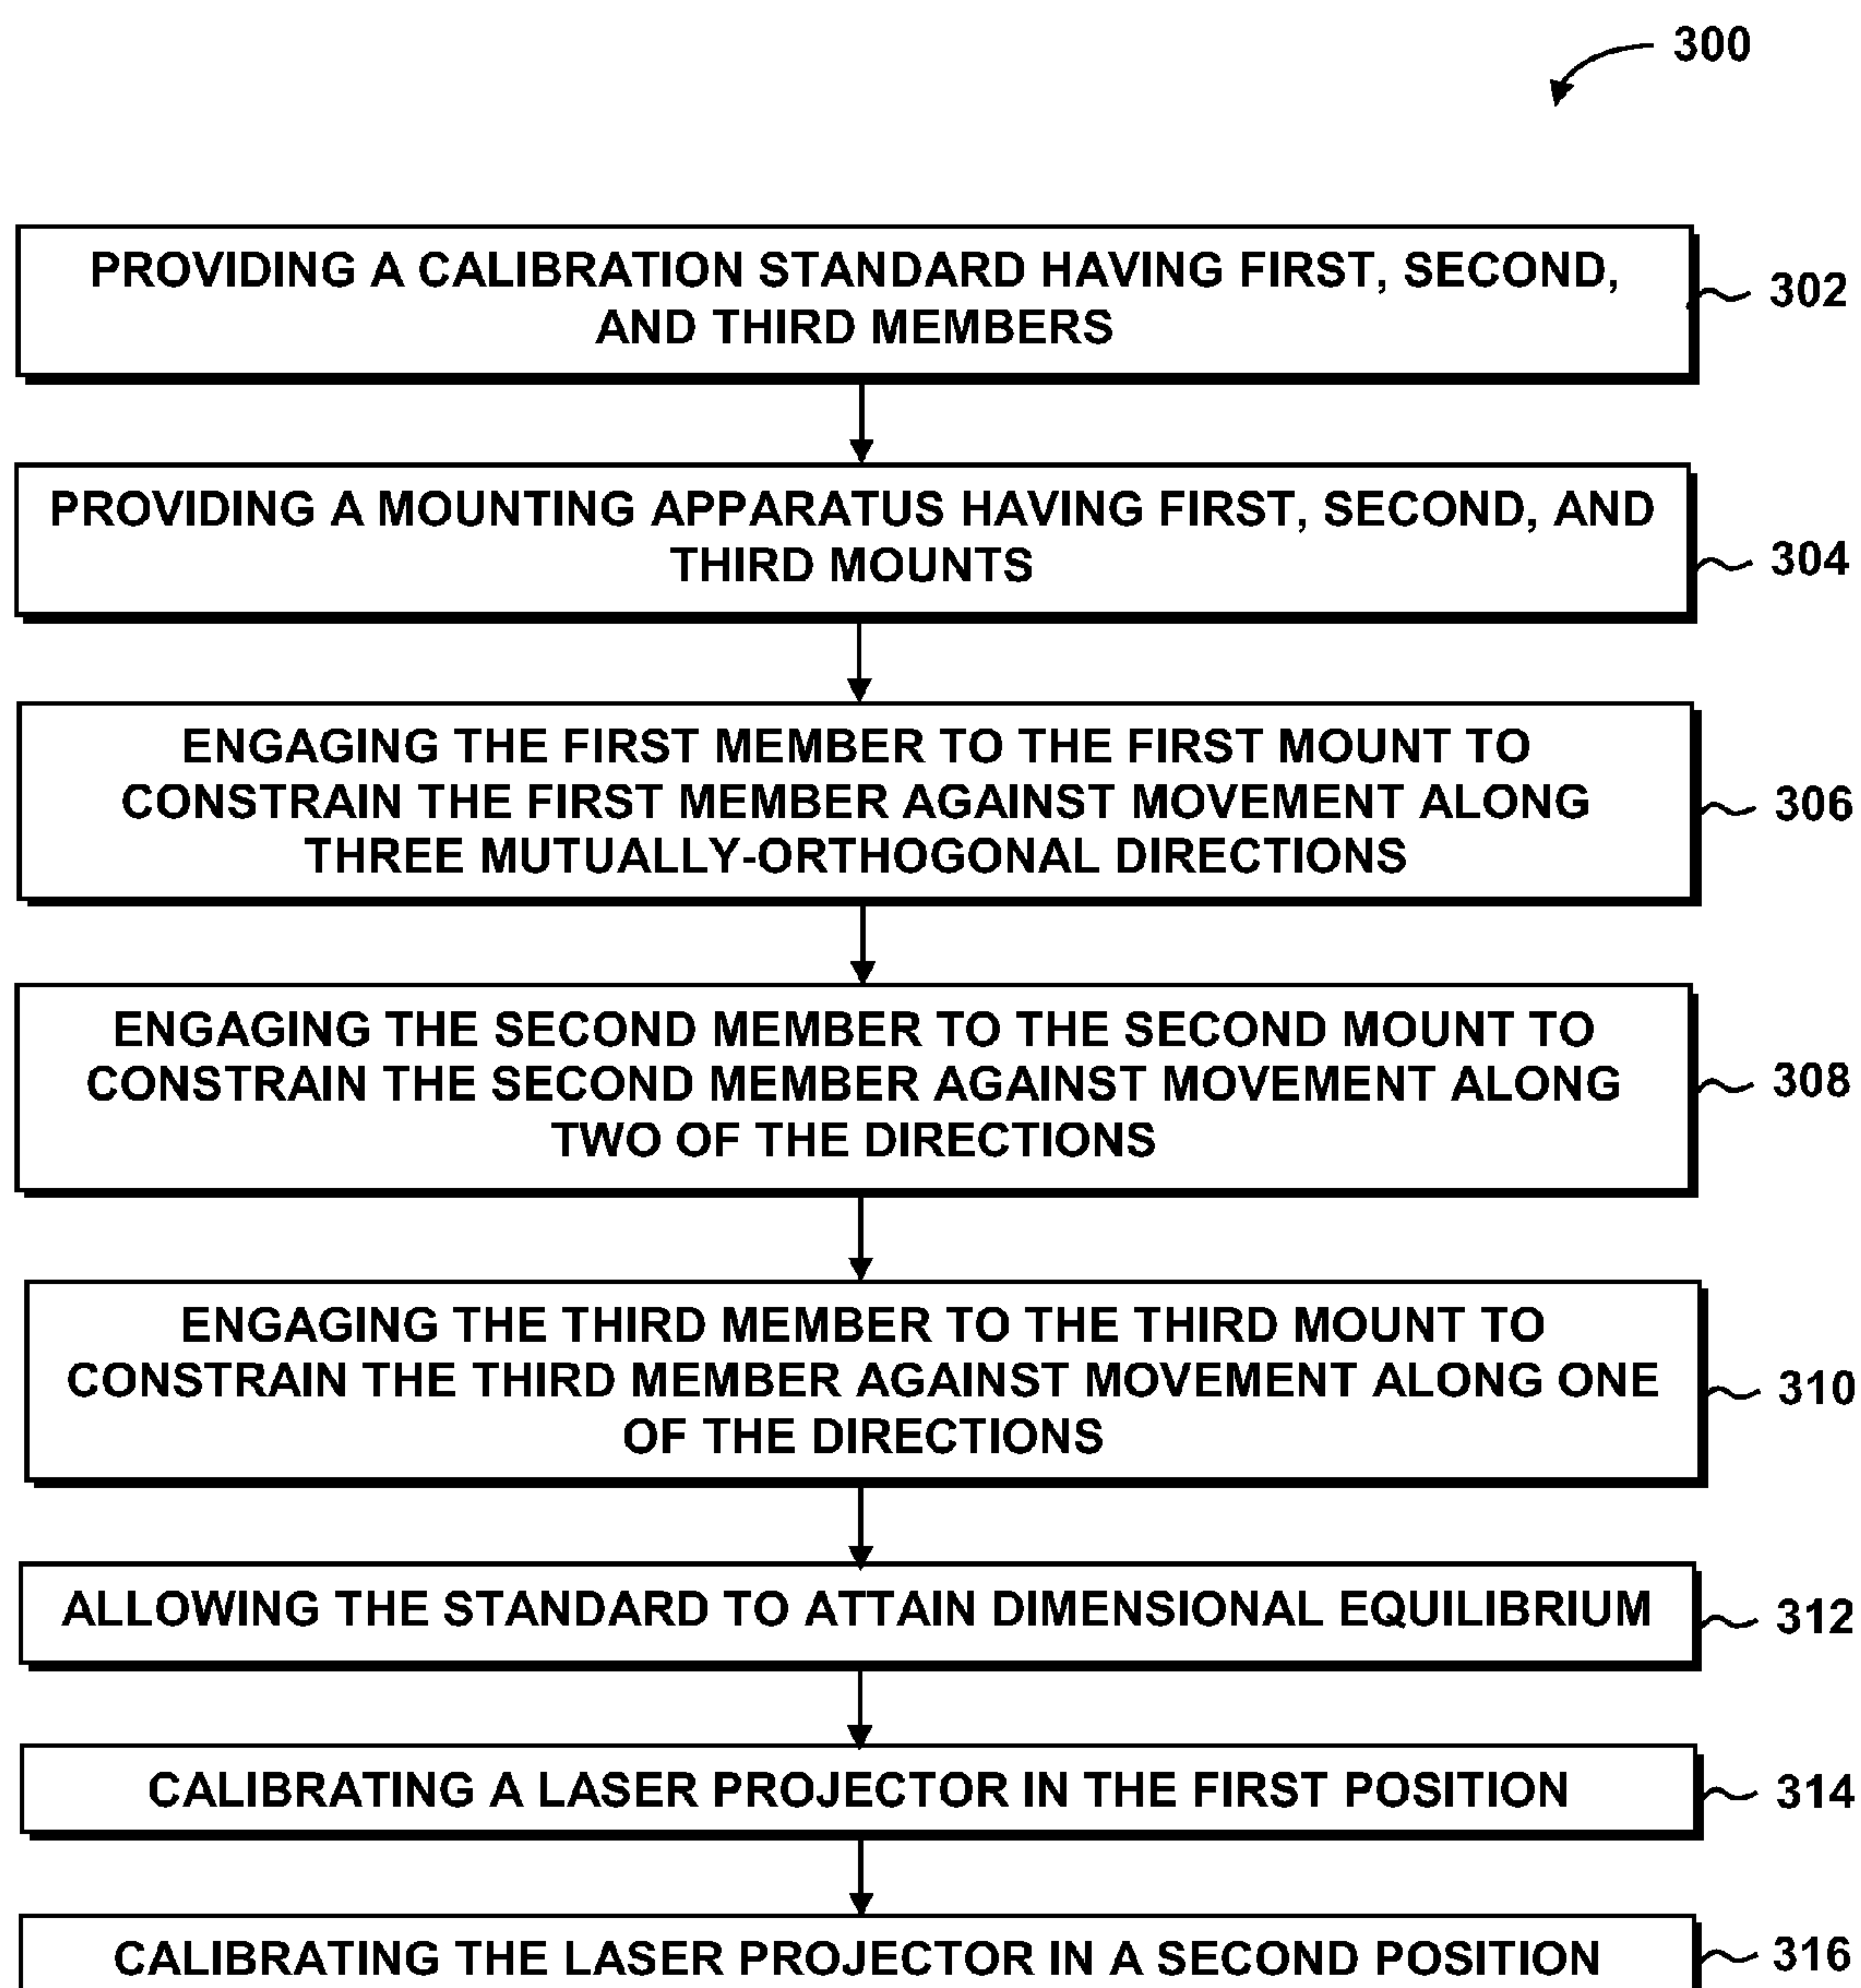 300
PROVIDING A CALIBRATION STANDARD HAVING FIRST, SECOND,
AND THIRD MEMBERS
302
PROVIDING A MOUNTING APPARATUS HAVING FIRST, SECOND, AND
THIRD MOUNTS
304
ENGAGING THE FIRST MEMBER TO THE FIRST MOUNT TO
CONSTRAIN THE FIRST MEMBER AGAINST MOVEMENT ALONG
THREE MUTUALLY-ORTHOGONAL DIRECTIONS
306
ENGAGING THE SECOND MEMBER TO THE SECOND MOUNT TO
CONSTRAIN THE SECOND MEMBER AGAINST MOVEMENT ALONG
TWO OF THE DIRECTIONS
308
ENGAGING THE THIRD MEMBER TO THE THIRD MOUNT TO
CONSTRAIN THE THIRD MEMBER AGAINST MOVEMENT ALONG ONE
OF THE DIRECTIONS
310
ALLOWING THE STANDARD TO ATTAIN DIMENSIONAL EQUILIBRIUM
312
CALIBRATING A LASER PROJECTOR IN THE FIRST POSITION
314
CALIBRATING THE LASER PROJECTOR IN A SECOND POSITION
316